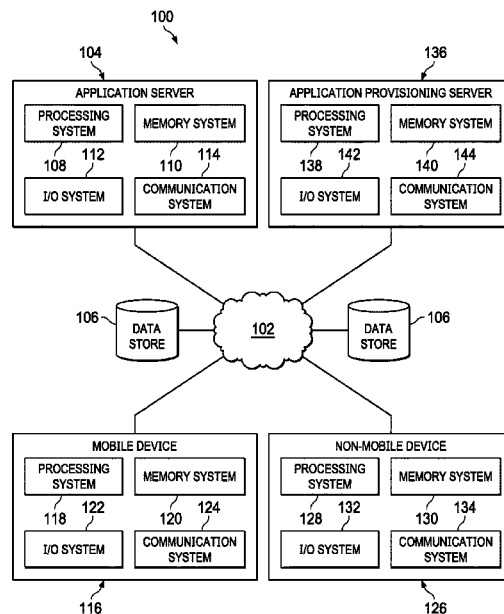 100
104
136
APPLICATION SERVER
PROCESSING SYSTEM
MEMORY SYSTEM
108
112
110
114
I/O SYSTEM
COMMUNICATION SYSTEM
APPLICATION PROVISIONING SERVER
PROCESSING SYSTEM
MEMORY SYSTEM
138
142
140
144
I/O SYSTEM
COMMUNICATION SYSTEM
106
DATA STORE
102
DATA STORE
106
MOBILE DEVICE
PROCESSING SYSTEM
MEMORY SYSTEM
118
122
120
124
I/O SYSTEM
COMMUNICATION SYSTEM
NON-MOBILE DEVICE
PROCESSING SYSTEM
MEMORY SYSTEM
128
132
130
134
I/O SYSTEM
COMMUNICATION SYSTEM
116
126